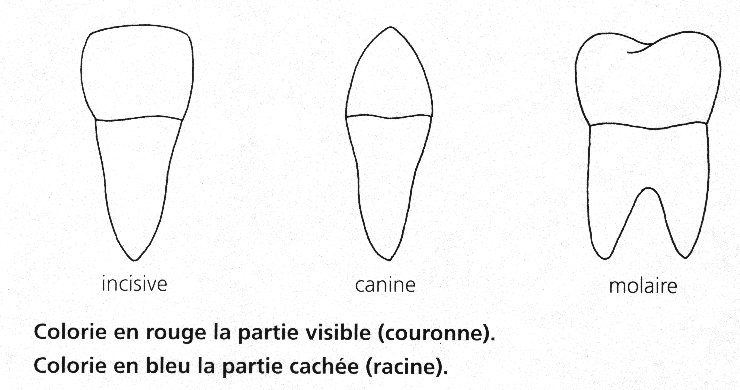 incisive
canine
molaire
Colorie en rouge la partie visible (couronne).
Colorie en bleu la partie cachée (racine).